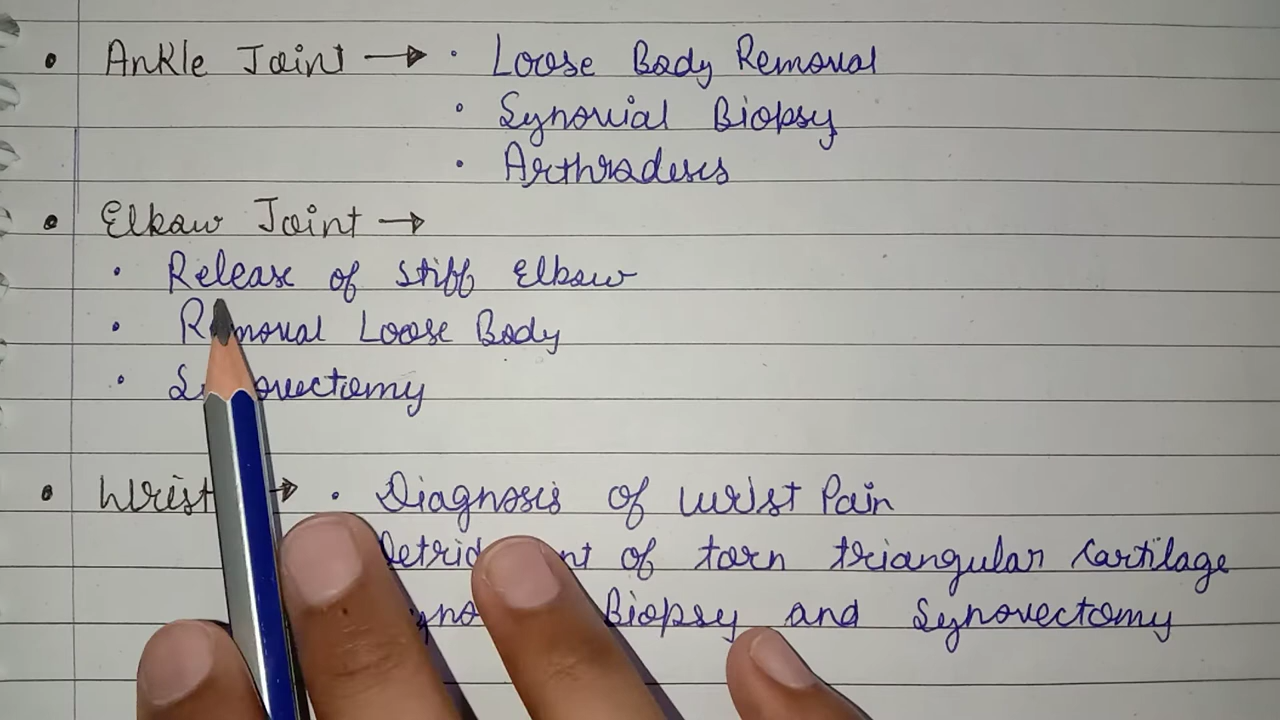 • Ankle Joint → • Loose Body Removal
• Synovial Biopsy
• Arthrodesis
• Elbow Joint →
• Release of Stiff Elbow
• Removal Loose Body
• Synovectomy
• Wrist → • Diagnosis of Wrist Pain
of torn triangular Cartilage
Biopsy and Synovectomy